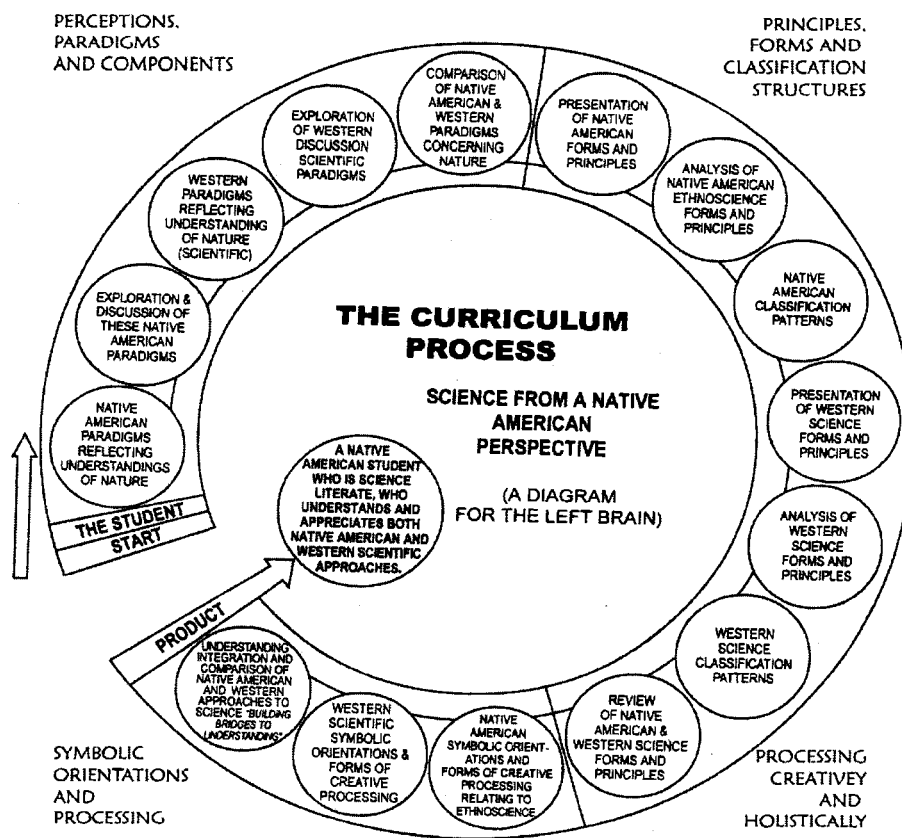 PERCEPTIONS,
PARADIGMS
AND COMPONENTS
PRINCIPLES,
FORMS AND
CLASSIFICATION
STRUCTURES
THE CURRICULUM
PROCESS
SCIENCE FROM A NATIVE
AMERICAN
PERSPECTIVE
(A DIAGRAM
FOR THE LEFT BRAIN)
START
THE STUDENT
NATIVE
AMERICAN
PARADIGMS
REFLECTING
UNDERSTANDINGS
OF NATURE
EXPLORATION &
DISCUSSION OF
THESE NATIVE
AMERICAN
PARADIGMS
WESTERN
PARADIGMS
REFLECTING
UNDERSTANDING
OF NATURE
(SCIENTIFIC)
EXPLORATION
OF WESTERN
DISCUSSION
SCIENTIFIC
PARADIGMS
COMPARISON
OF NATIVE
AMERICAN &
WESTERN
PARADIGMS
CONCERNING
NATURE
PRESENTATION
OF NATIVE
AMERICAN
FORMS AND
PRINCIPLES
ANALYSIS OF
NATIVE AMERICAN
ETHNOSCIENCE
FORMS AND
PRINCIPLES
NATIVE
AMERICAN
CLASSIFICATION
PATTERNS
PRESENTATION
OF WESTERN
SCIENCE
FORMS AND
PRINCIPLES
ANALYSIS OF
WESTERN
SCIENCE
FORMS AND
PRINCIPLES
WESTERN
SCIENCE
CLASSIFICATION
PATTERNS
REVIEW
OF NATIVE
AMERICAN &
WESTERN SCIENCE
FORMS AND
PRINCIPLES
NATIVE
AMERICAN
SYMBOLIC ORIENT-
ATIONS AND
FORMS OF CREATIVE
PROCESSING
RELATING TO
ETHNOSCIENCE
WESTERN
SCIENTIFIC
SYMBOLIC
ORIENTATIONS &
FORMS OF
CREATIVE
PROCESSING
UNDERSTANDING
INTEGRATION AND
COMPARISON OF
NATIVE AMERICAN
AND WESTERN
APPROACHES TO
SCIENCE "BUILDING
BRIDGES TO
UNDERSTANDING"
PRODUCT
A NATIVE
AMERICAN STUDENT
WHO IS SCIENCE
LITERATE, WHO
UNDERSTANDS AND
APPRECIATES BOTH
NATIVE AMERICAN AND
WESTERN SCIENTIFIC
APPROACHES.
SYMBOLIC
ORIENTATIONS
AND
PROCESSING
PROCESSING
CREATIVEY
AND
HOLISTICALLY